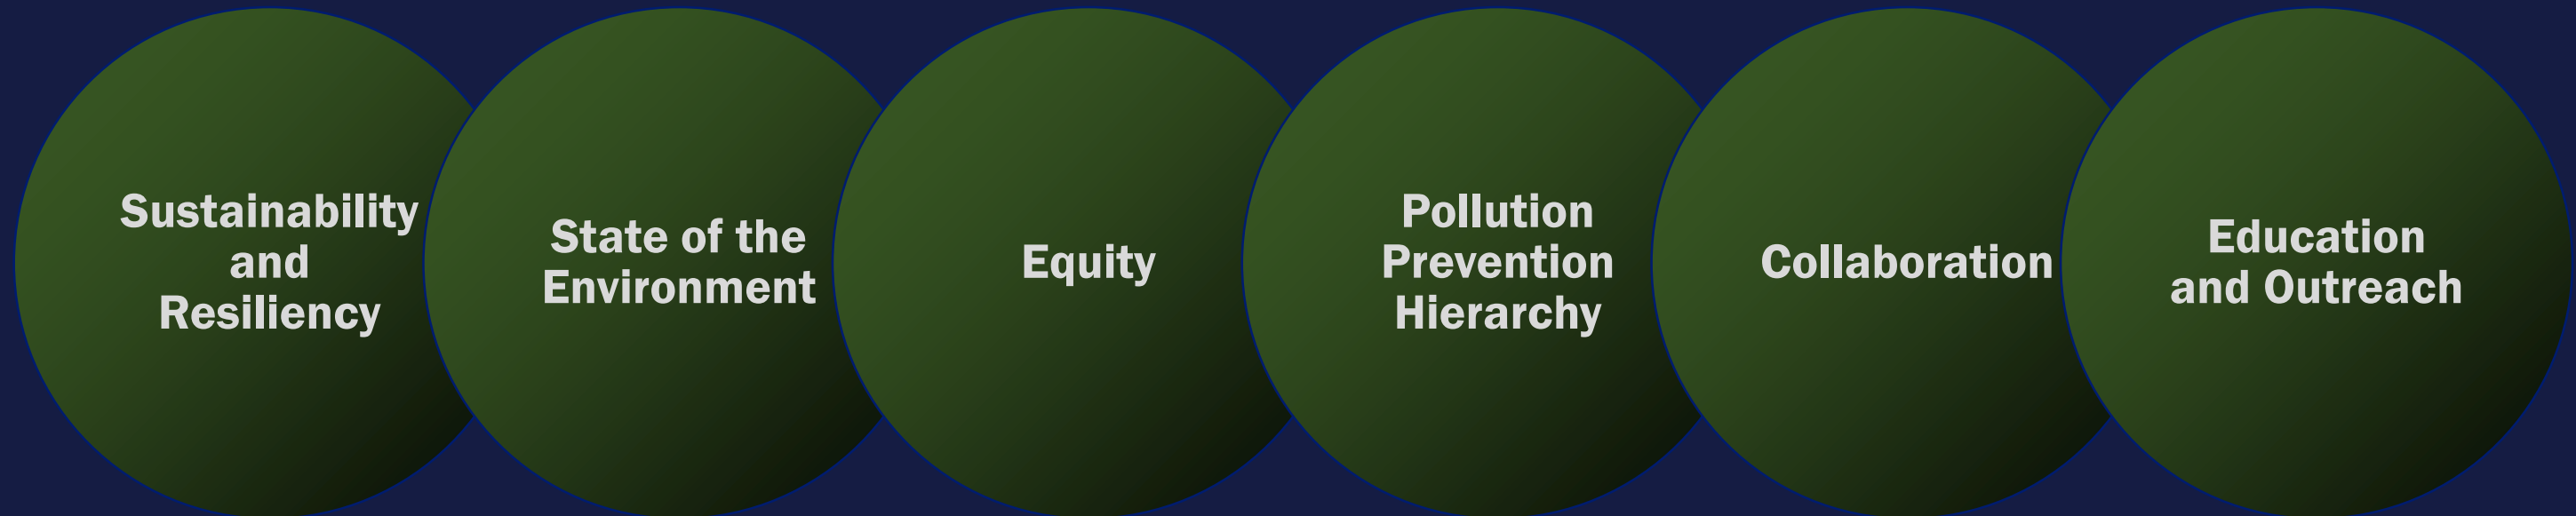 Sustainability
and
Resiliency
State of the
Environment
Equity
Pollution
Prevention
Hierarchy
Collaboration
Education
and Outreach